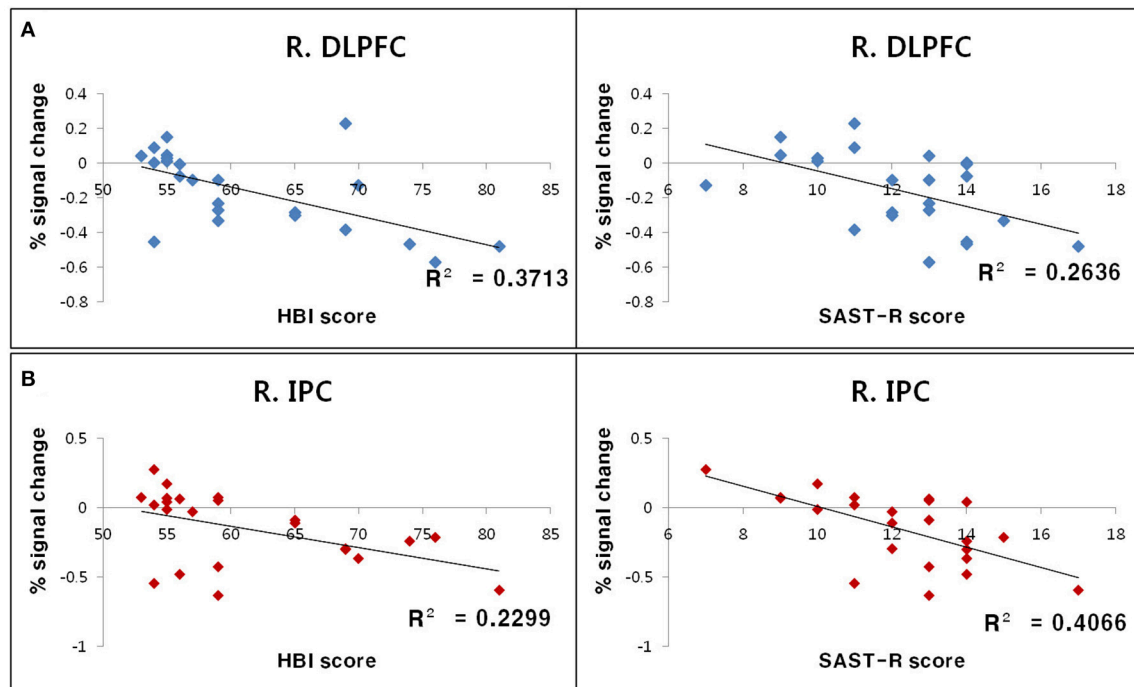 A
R. DLPFC
0.4
0.2
0
-0.2
-0.4
-0.6
-0.8
50 55 60 65 70 75 80 85
% signal change
HBI score
R² = 0.3713
R. DLPFC
0.4
0.2
0
-0.2
-0.4
-0.6
-0.8
6 8 10 12 14 16 18
% signal change
SAST-R score
R² = 0.2636
B
R. IPC
0.5
0
-0.5
-1
50 55 60 65 70 75 80 85
% signal change
HBI score
R² = 0.2299
R. IPC
0.5
0
-0.5
-1
6 8 10 12 14 16 18
% signal change
SAST-R score
R² = 0.4066